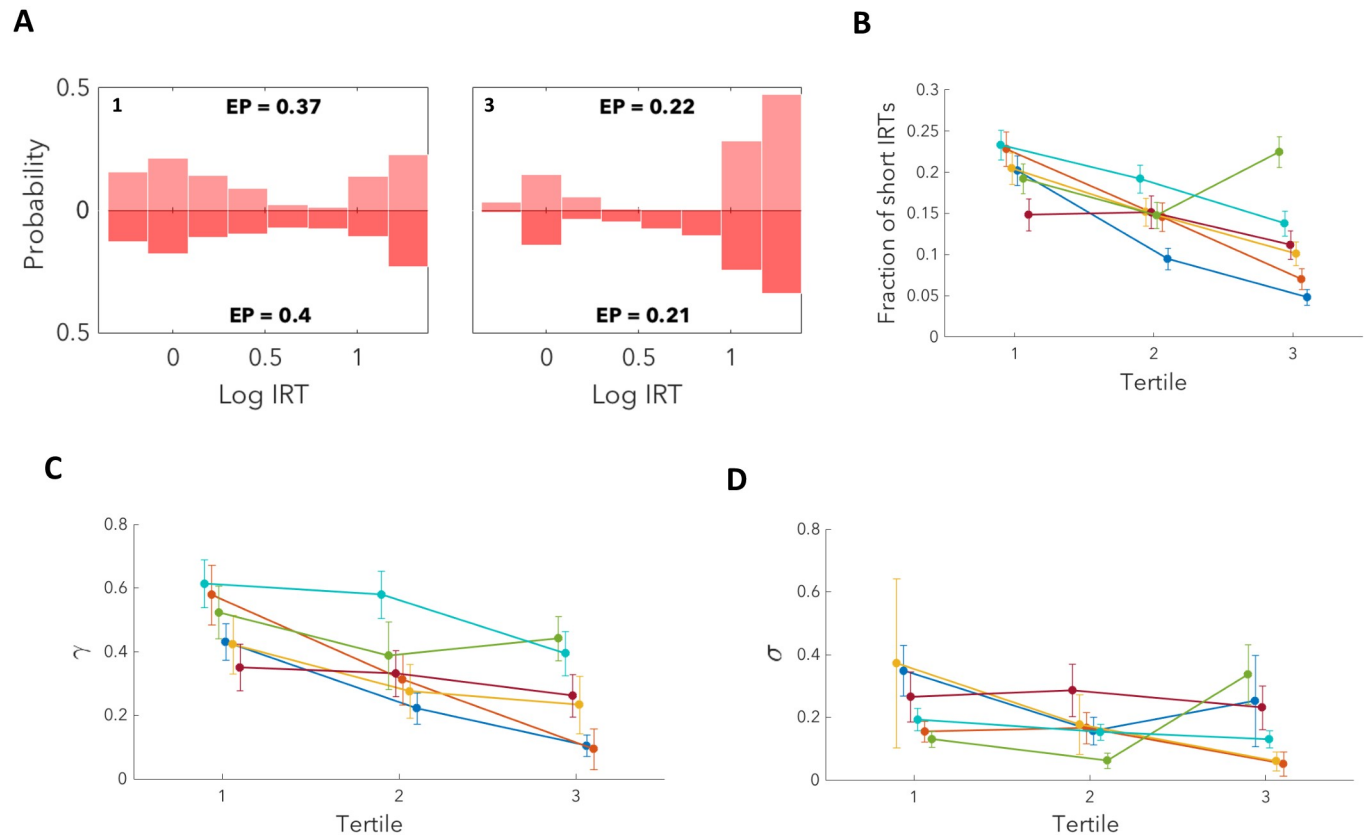 A
0.5
1
EP = 0.37
3
EP = 0.22
Probability
0
EP = 0.4
EP = 0.21
0.5
0
0.5
1
0
0.5
1
Log IRT
Log IRT
B
0.3
0.25
0.2
0.15
0.1
0.05
0
Fraction of short IRTs
1
2
3
Tertile
C
0.8
0.6
0.4
0.2
0
γ
1
2
3
Tertile
D
0.8
0.6
0.4
0.2
0
σ
1
2
3
Tertile